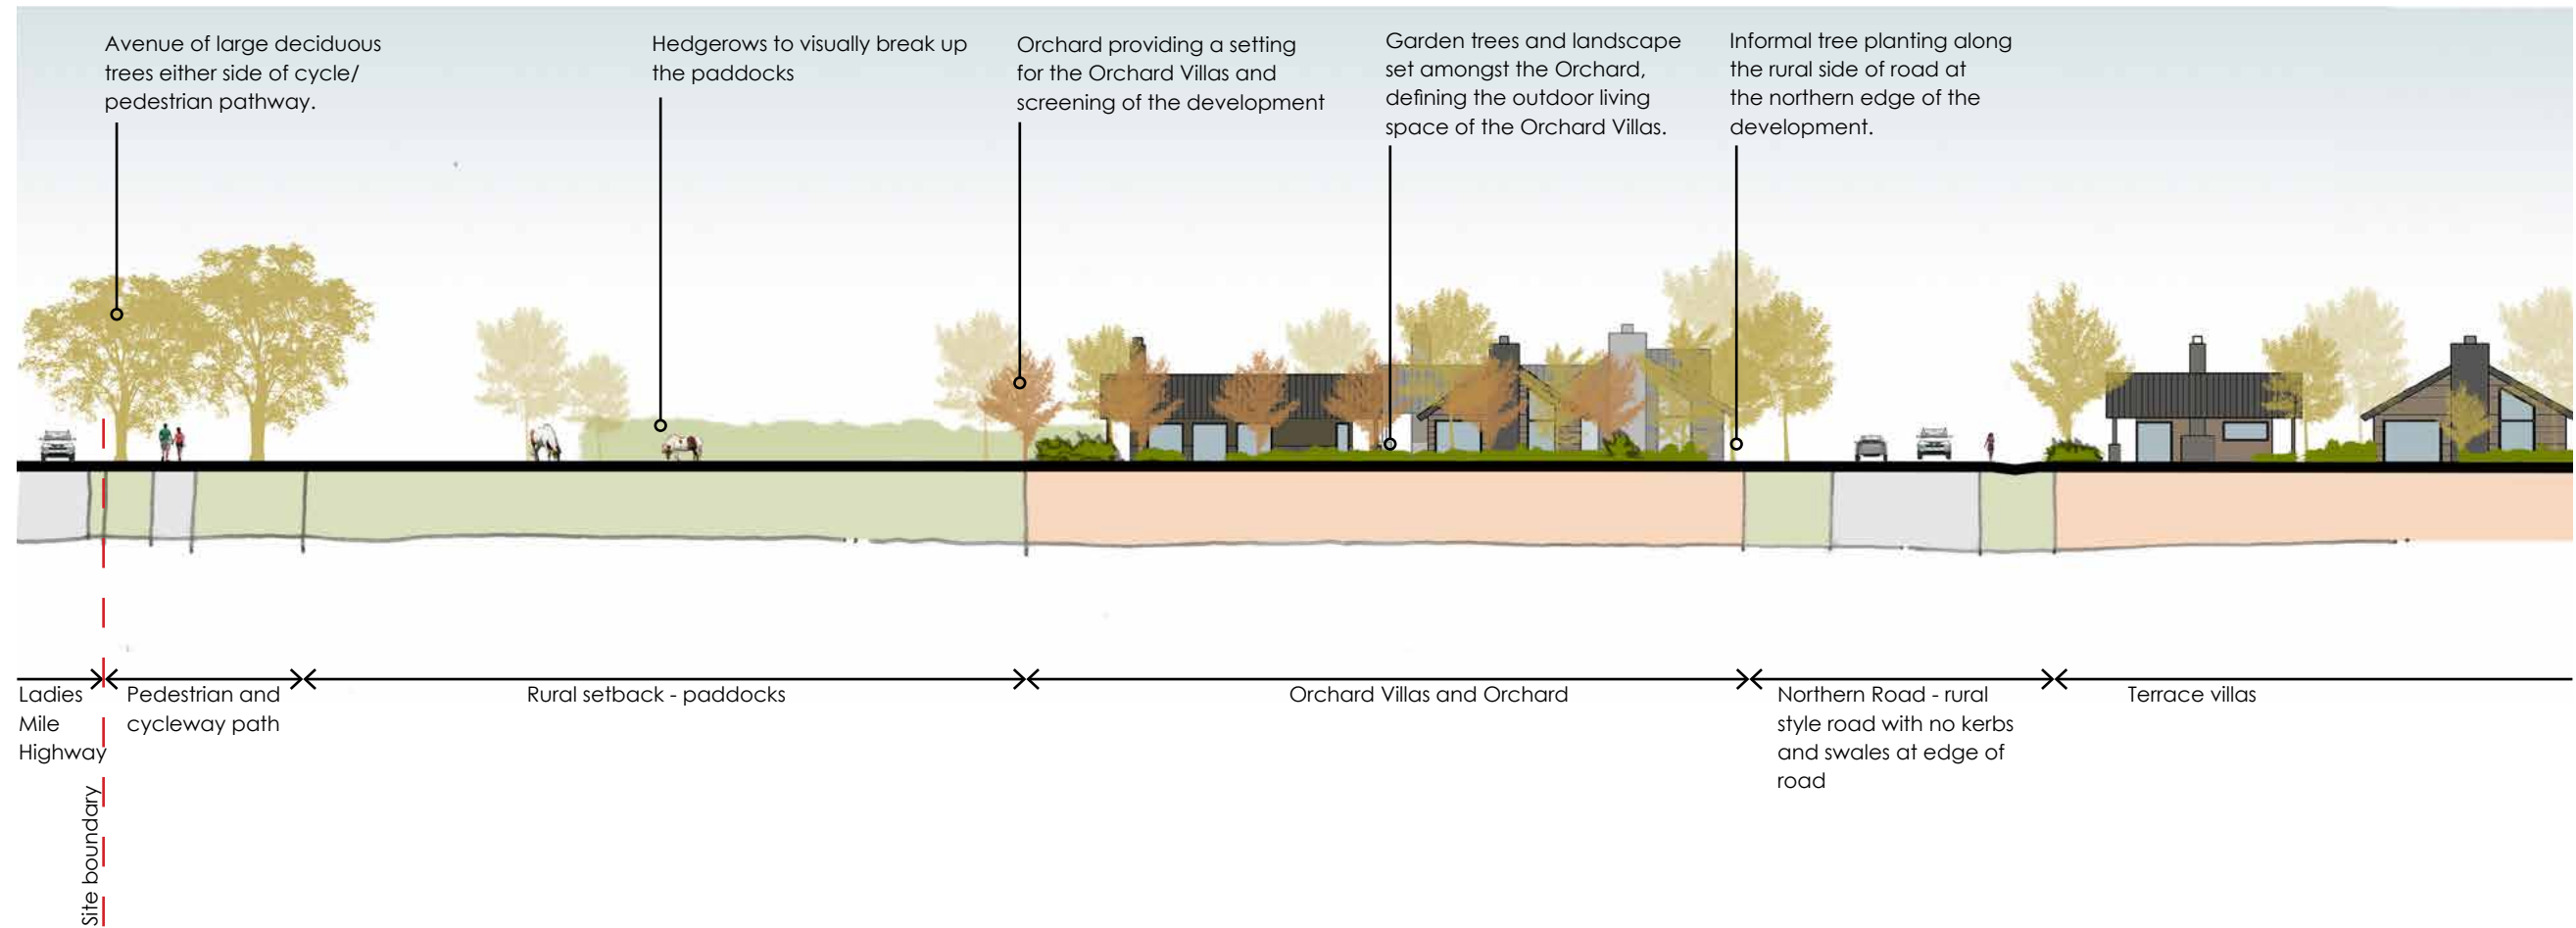 Avenue of large deciduous
trees either side of cycle/
pedestrian pathway.
Hedgerows to visually break up
the paddocks
Orchard providing a setting
for the Orchard Villas and
screening of the development
Garden trees and landscape
set amongst the Orchard,
defining the outdoor living
space of the Orchard Villas.
Informal tree planting along
the rural side of road at
the northern edge of the
development.
Ladies
Mile
Highway
Pedestrian and
cycleway path
Rural setback - paddocks
Orchard Villas and Orchard
Northern Road - rural
style road with no kerbs
and swales at edge of
road
Terrace villas
Site boundary